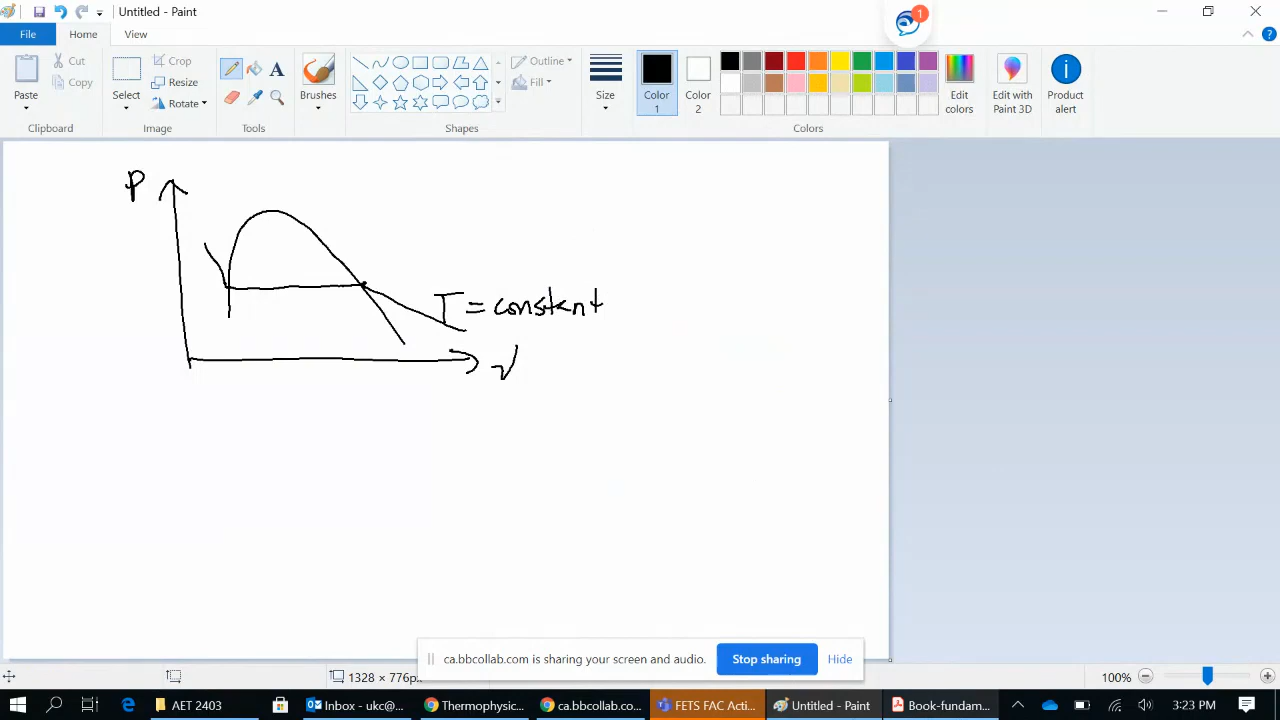 Untitled - Paint
1
File
Home
View
Paste
Cut
Copy
Clipboard
Select
Crop
Resize
Rotate
Image
A
Tools
Brushes
Shapes
Outline
Fill
Size
Color 1
Color 2
Colors
Edit colors
Edit with Paint 3D
Product alert
P
T = constant
v
ca.bbcollab.com is sharing your screen and audio.
Stop sharing
Hide
1328 × 776p
100%
AET 2403
Inbox - ukc@...
Thermophysic...
ca.bbcollab.co...
FETS FAC Acti...
Untitled - Paint
Book-fundam...
3:23 PM